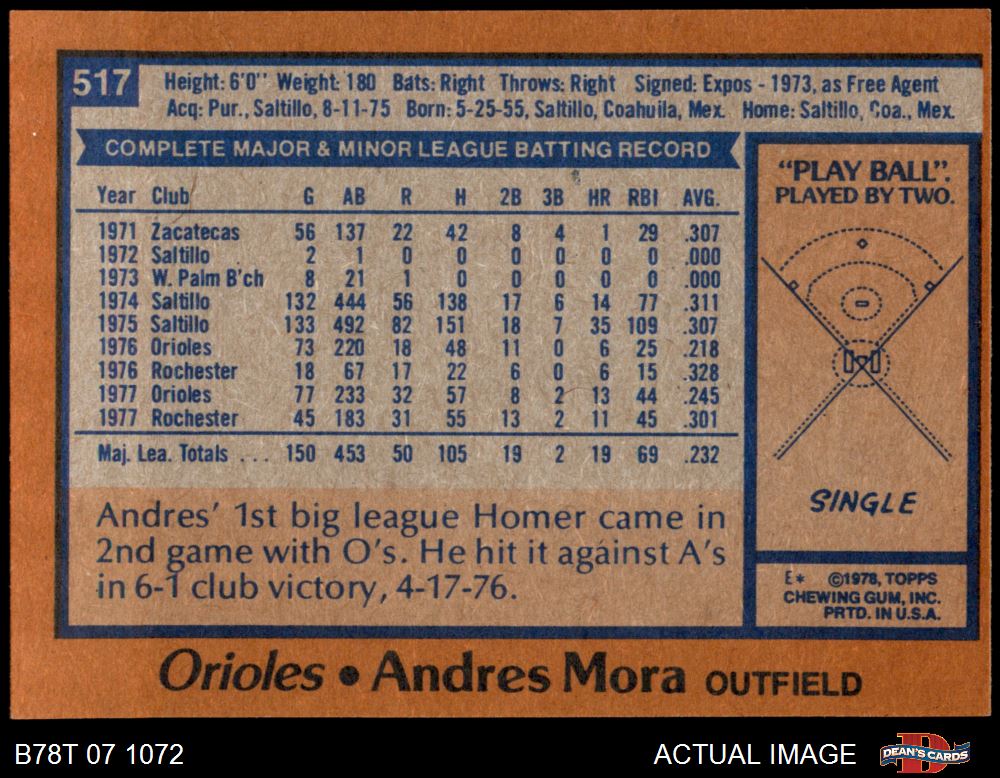 517
Height: 6'0'' Weight: 180 Bats: Right Throws: Right Signed: Expos - 1973, as Free Agent
Acq: Pur., Saltillo, 8-11-75 Born: 5-25-55, Saltillo, Coahuila, Mex. Home: Saltillo, Coa., Mex.
COMPLETE MAJOR & MINOR LEAGUE BATTING RECORD
Year Club G AB R H 2B 3B HR RBI AVG.
1971 Zacatecas 56 137 22 42 8 4 1 29 .307
1972 Saltillo 2 1 0 0 0 0 0 0 .000
1973 W. Palm B'ch 8 21 1 0 0 0 0 0 .000
1974 Saltillo 132 444 56 138 17 6 14 77 .311
1975 Saltillo 133 492 82 151 18 7 35 109 .307
1976 Orioles 73 220 18 48 11 0 6 25 .218
1976 Rochester 18 67 17 22 6 0 6 15 .328
1977 Orioles 77 233 32 57 8 2 13 44 .245
1977 Rochester 45 183 31 55 13 2 11 45 .301
Maj. Lea. Totals ... 150 453 50 105 19 2 19 69 .232
Andres' 1st big league Homer came in
2nd game with O's. He hit it against A's
in 6-1 club victory, 4-17-76.
"PLAY BALL".
PLAYED BY TWO.
SINGLE
E* ©1978, TOPPS
CHEWING GUM, INC.
PRTD. IN U.S.A.
Orioles • Andres Mora OUTFIELD
B78T 07 1072
ACTUAL IMAGE
DEAN'S CARDS